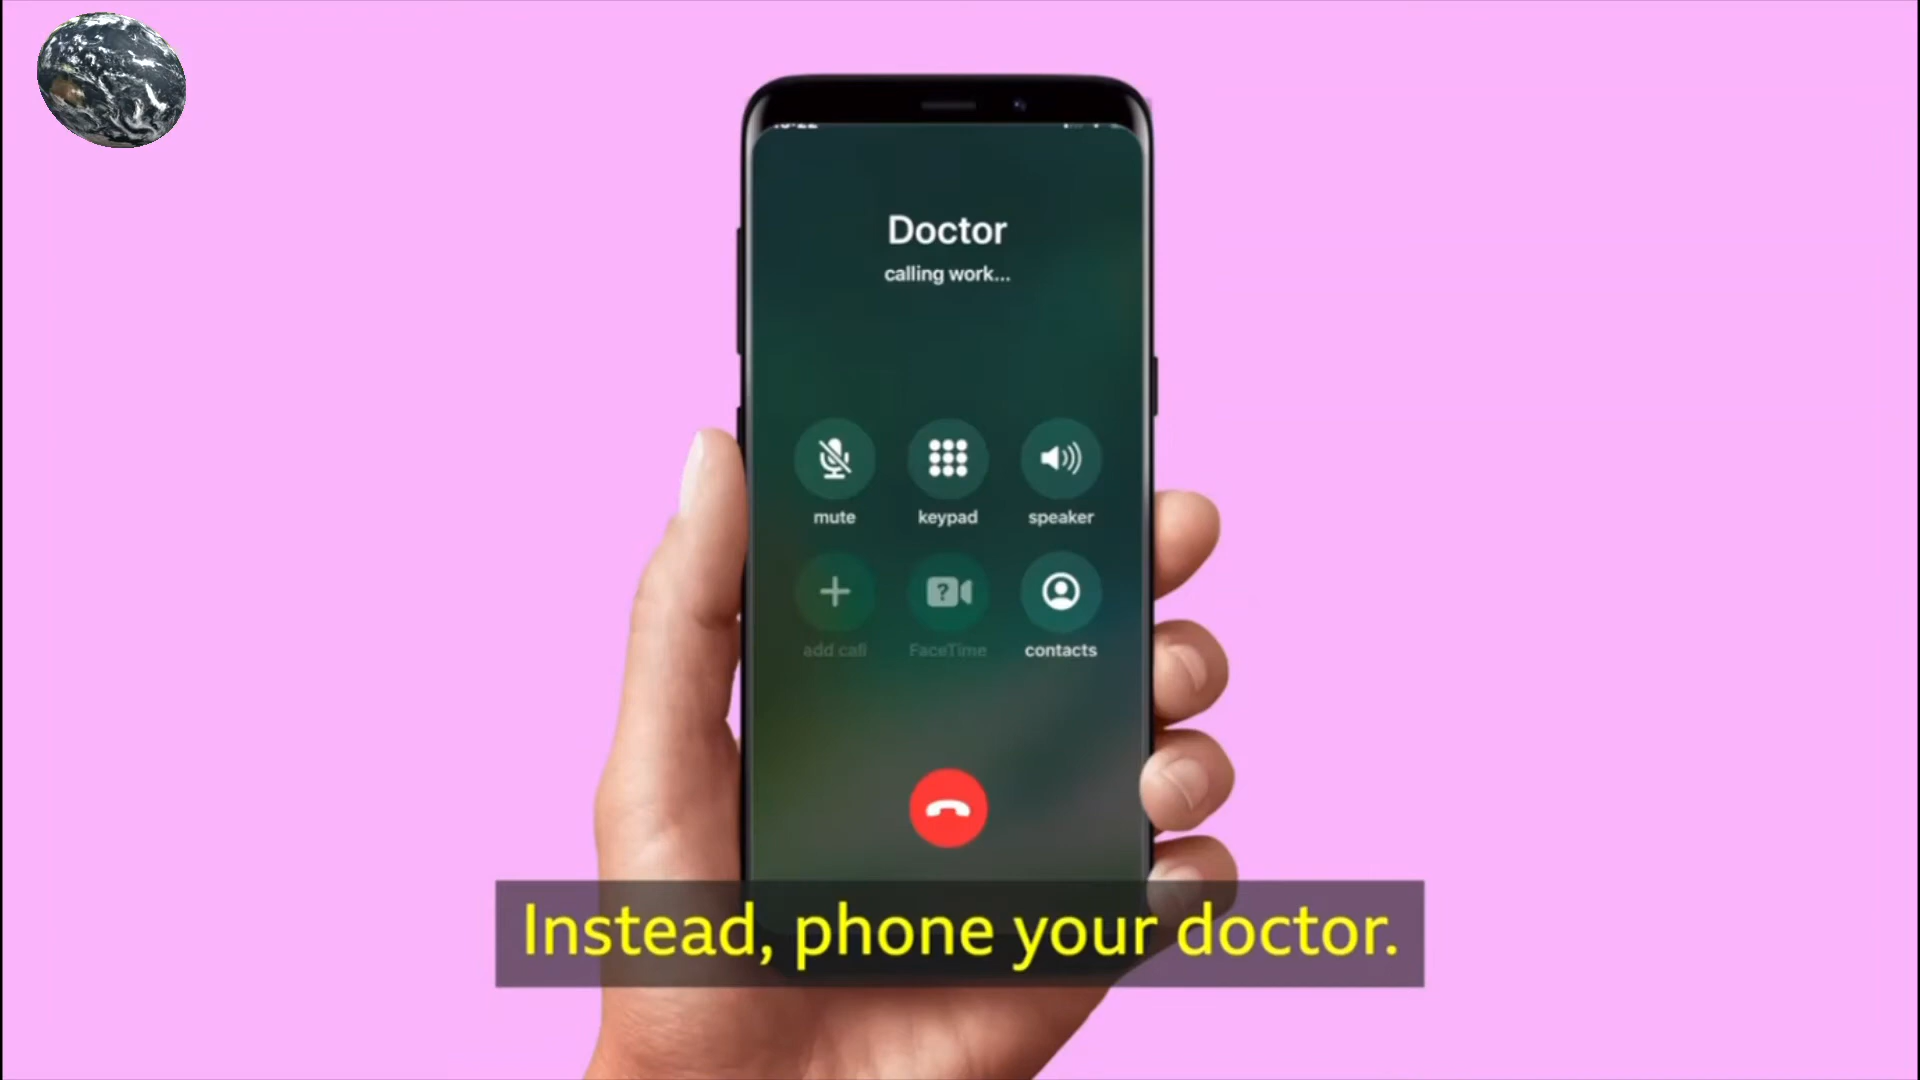 Doctor
calling work...
mute
keypad
speaker
add call
FaceTime
contacts
Instead, phone your doctor.